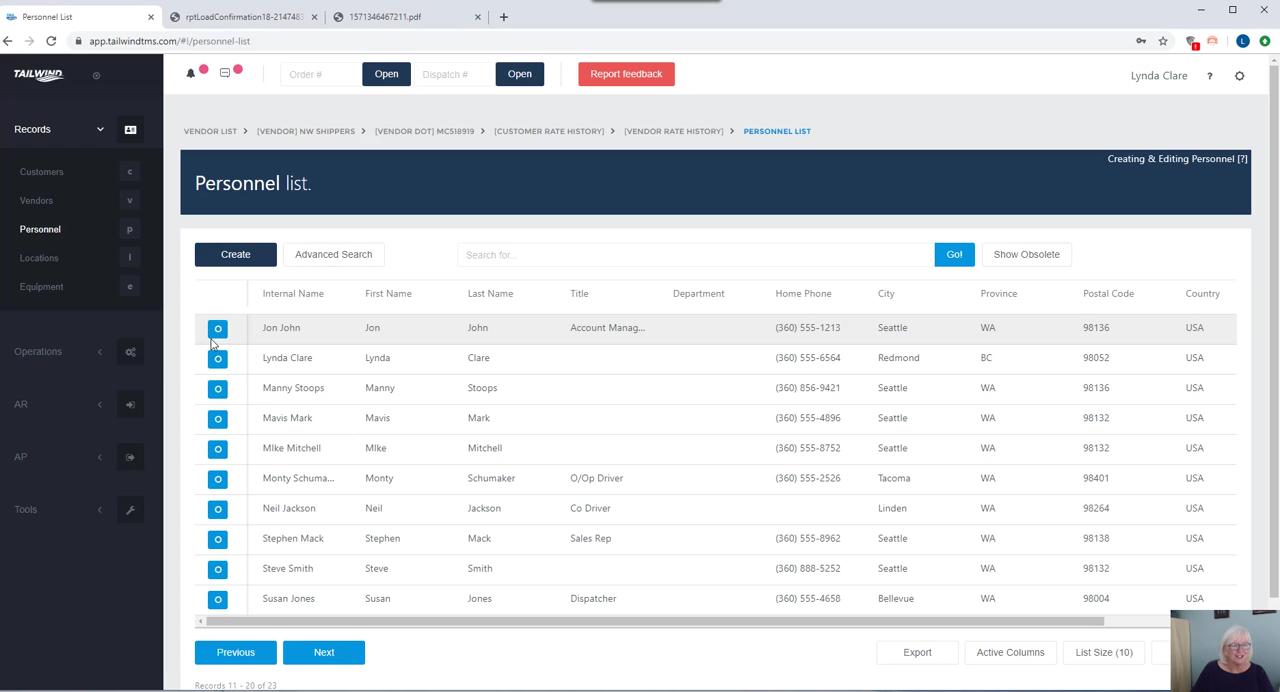 Personnel List
rptLoadConfirmation18-2147483
1571346467211.pdf
app.tailwindtms.com/#!/personnel-list
L
TAILWIND
Order #
Open
Dispatch #
Open
Report feedback
Lynda Clare
?
Records
Customers c
Vendors v
Personnel p
Locations l
Equipment e
Operations
AR
AP
Tools
VENDOR LIST > [VENDOR] NW SHIPPERS > [VENDOR DOT] MC518919 > [CUSTOMER RATE HISTORY] > [VENDOR RATE HISTORY] > PERSONNEL LIST
Creating & Editing Personnel [?]
Personnel list.
Create Advanced Search Search for... Go! Show Obsolete
Internal Name First Name Last Name Title Department Home Phone City Province Postal Code Country
Jon John Jon John Account Manag... (360) 555-1213 Seattle WA 98136 USA
Lynda Clare Lynda Clare (360) 555-6564 Redmond BC 98052 USA
Manny Stoops Manny Stoops (360) 856-9421 Seattle WA 98136 USA
Mavis Mark Mavis Mark (360) 555-4896 Seattle WA 98132 USA
MIke Mitchell MIke Mitchell (360) 555-8752 Seattle WA 98132 USA
Monty Schuma... Monty Schumaker O/Op Driver (360) 555-2526 Tacoma WA 98401 USA
Neil Jackson Neil Jackson Co Driver Linden WA 98264 USA
Stephen Mack Stephen Mack Sales Rep (360) 555-8962 Seattle WA 98138 USA
Steve Smith Steve Smith (360) 888-5252 Seattle WA 98132 USA
Susan Jones Susan Jones Dispatcher (360) 555-4658 Bellevue WA 98004 USA
Previous Next Export Active Columns List Size (10)
Records 11 - 20 of 23